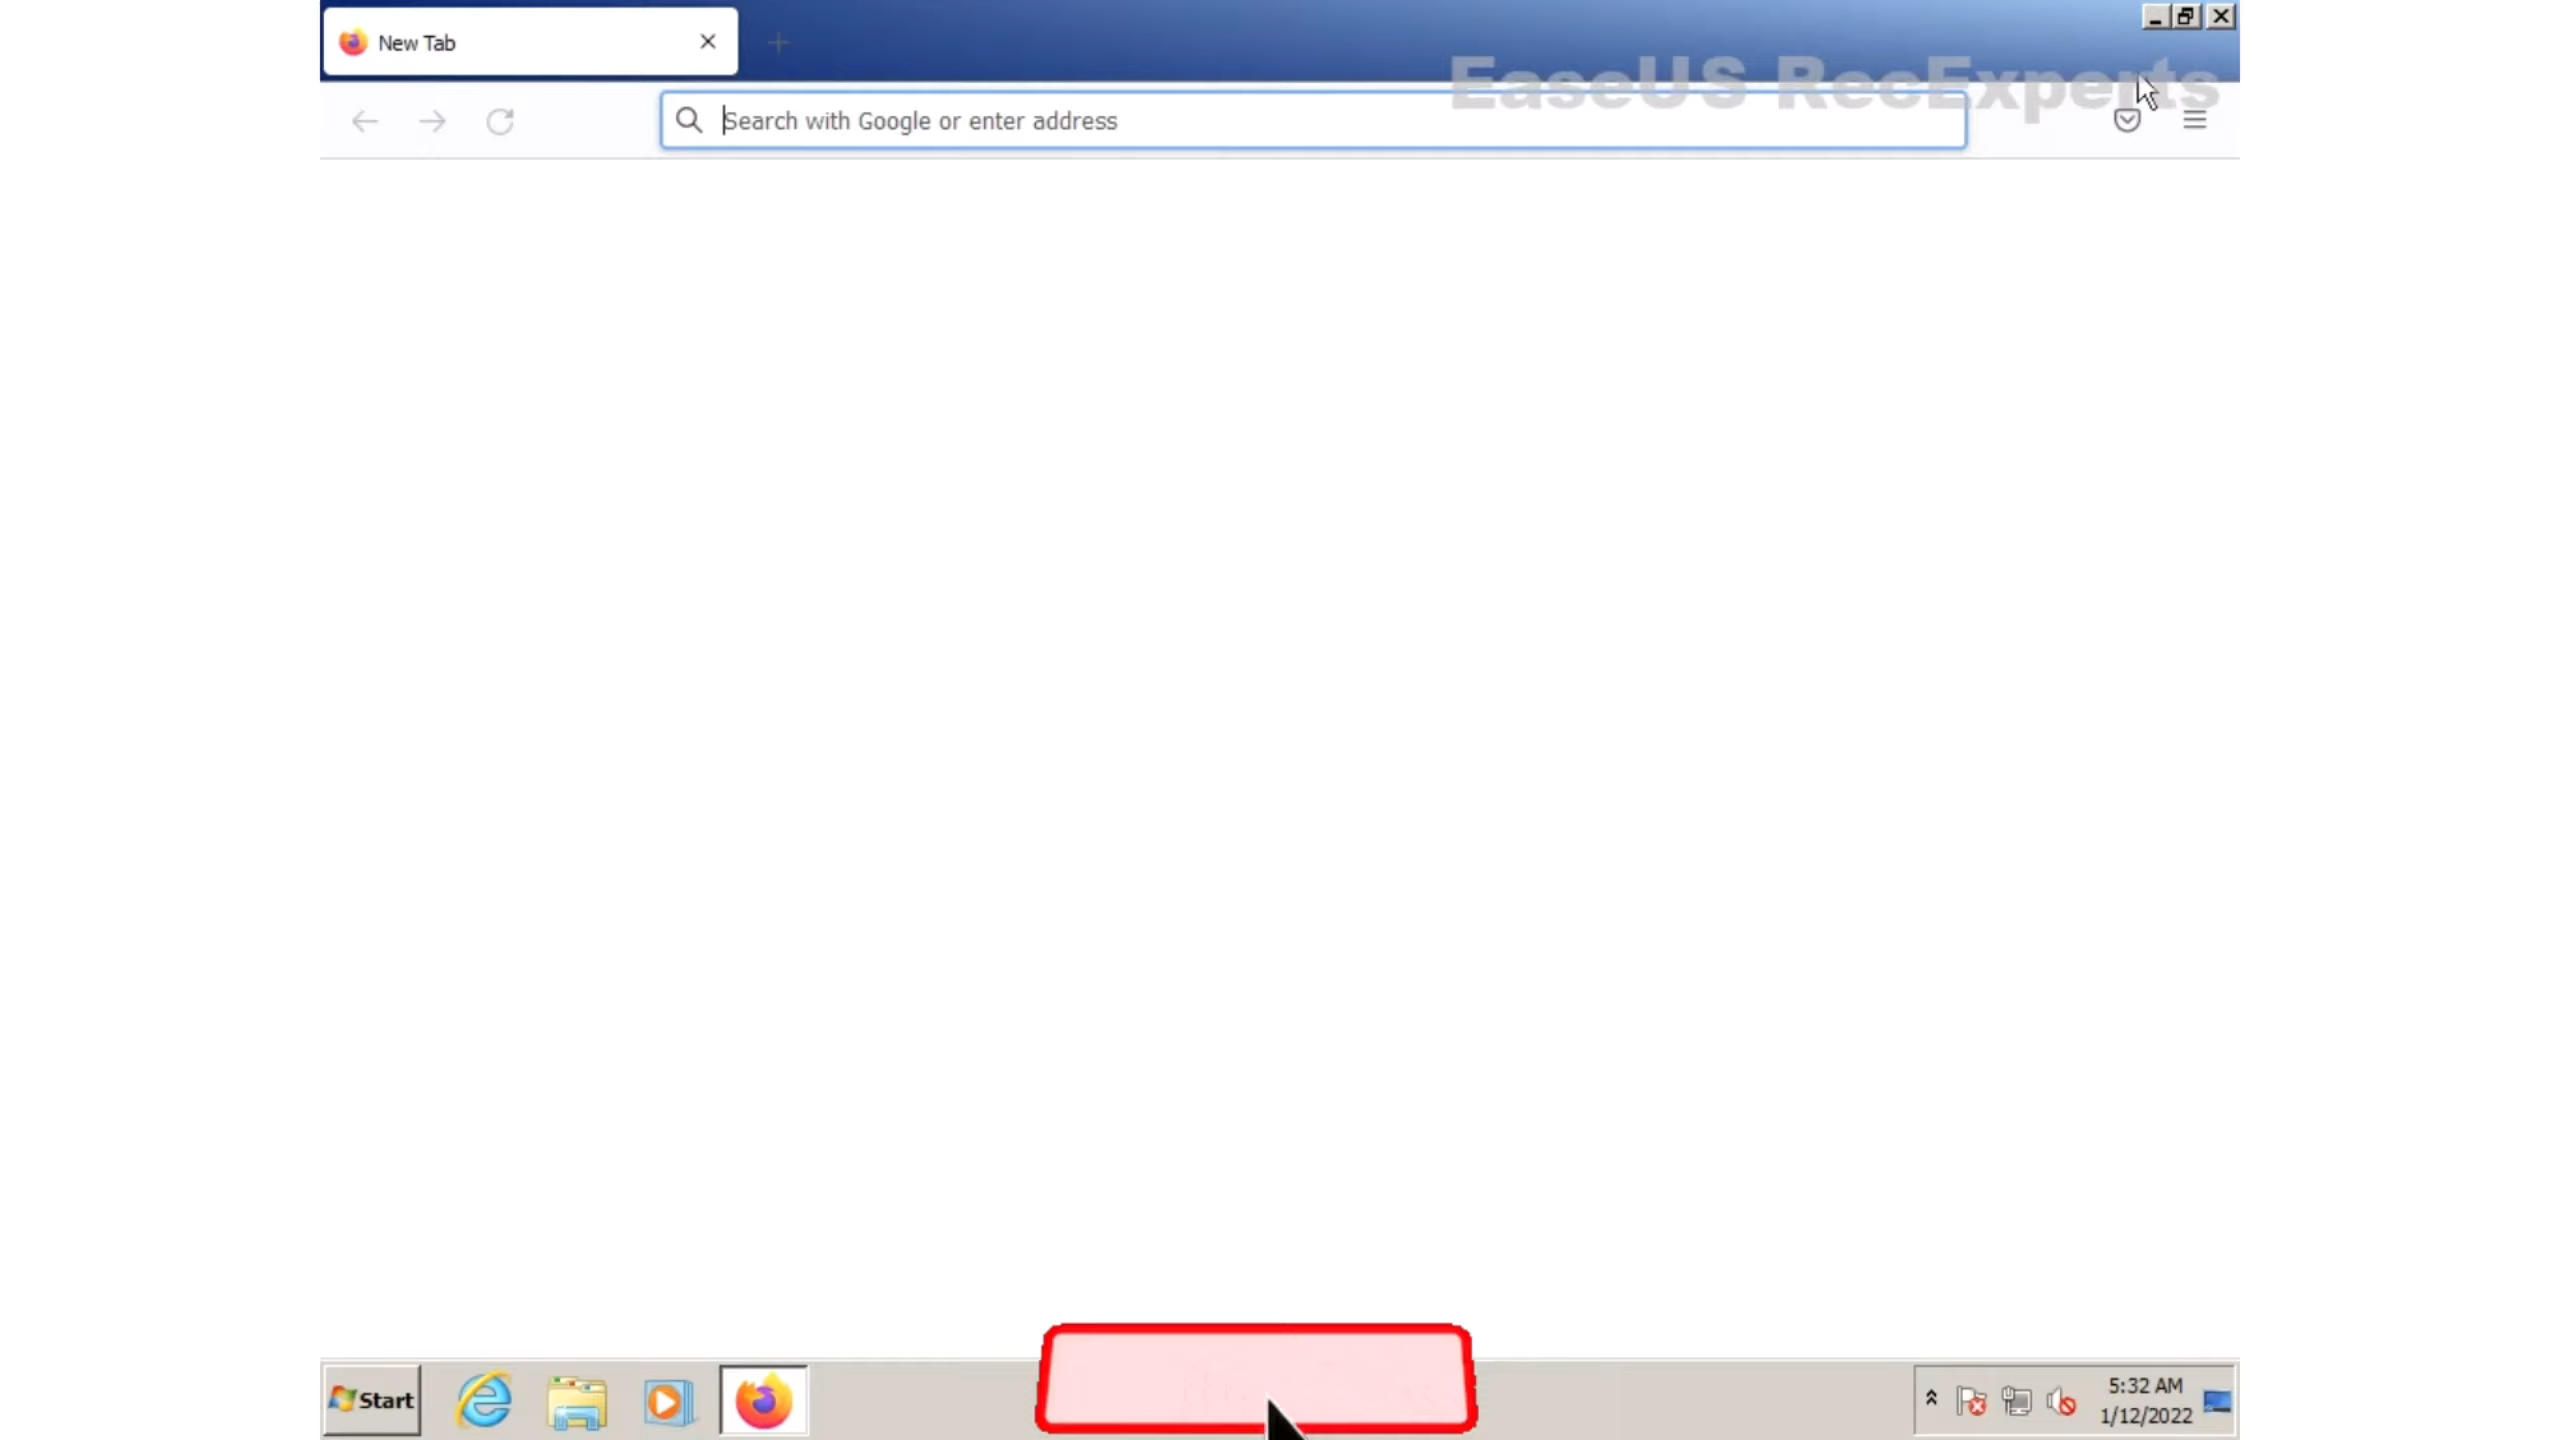 New Tab
EaseUS RecExperts
Search with Google or enter address
Start
5:32 AM
1/12/2022